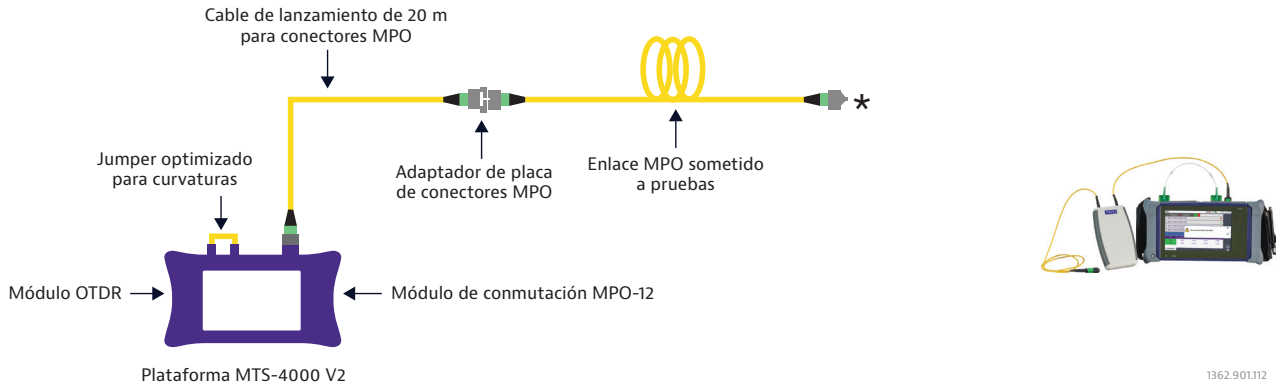 Cable de lanzamiento de 20 m
para conectores MPO
*
Jumper optimizado
para curvaturas
Adaptador de placa
de conectores MPO
Enlace MPO sometido
a pruebas
Módulo OTDR
Módulo de conmutación MPO-12
Plataforma MTS-4000 V2
1362.901.112